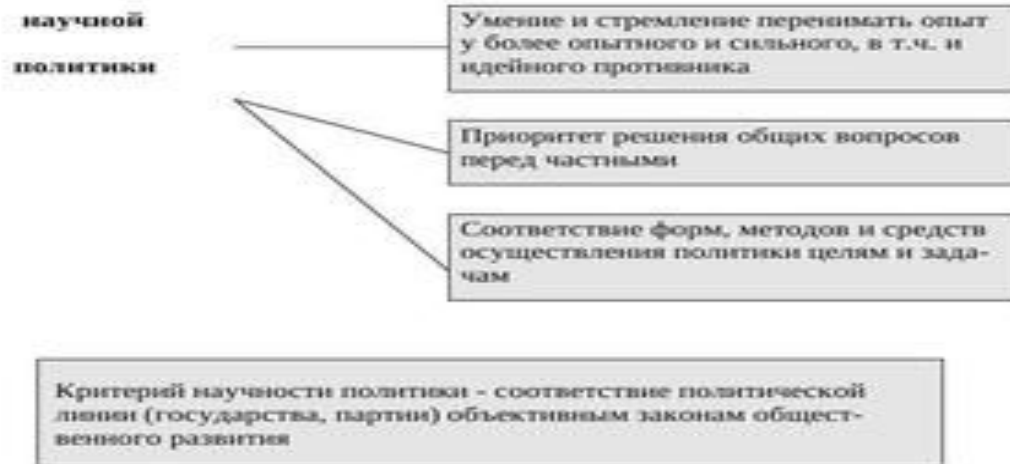 научной
политики
Умение и стремление перенимать опыт
у более опытного и сильного, в т.ч. и
идейного противника
Приоритет решения общих вопросов
перед частными
Соответствие форм, методов и средств
осуществления политики целям и зада-
чам
Критерий научности политики - соответствие политической
линии (государства, партии) объективным законам общест-
венного развития